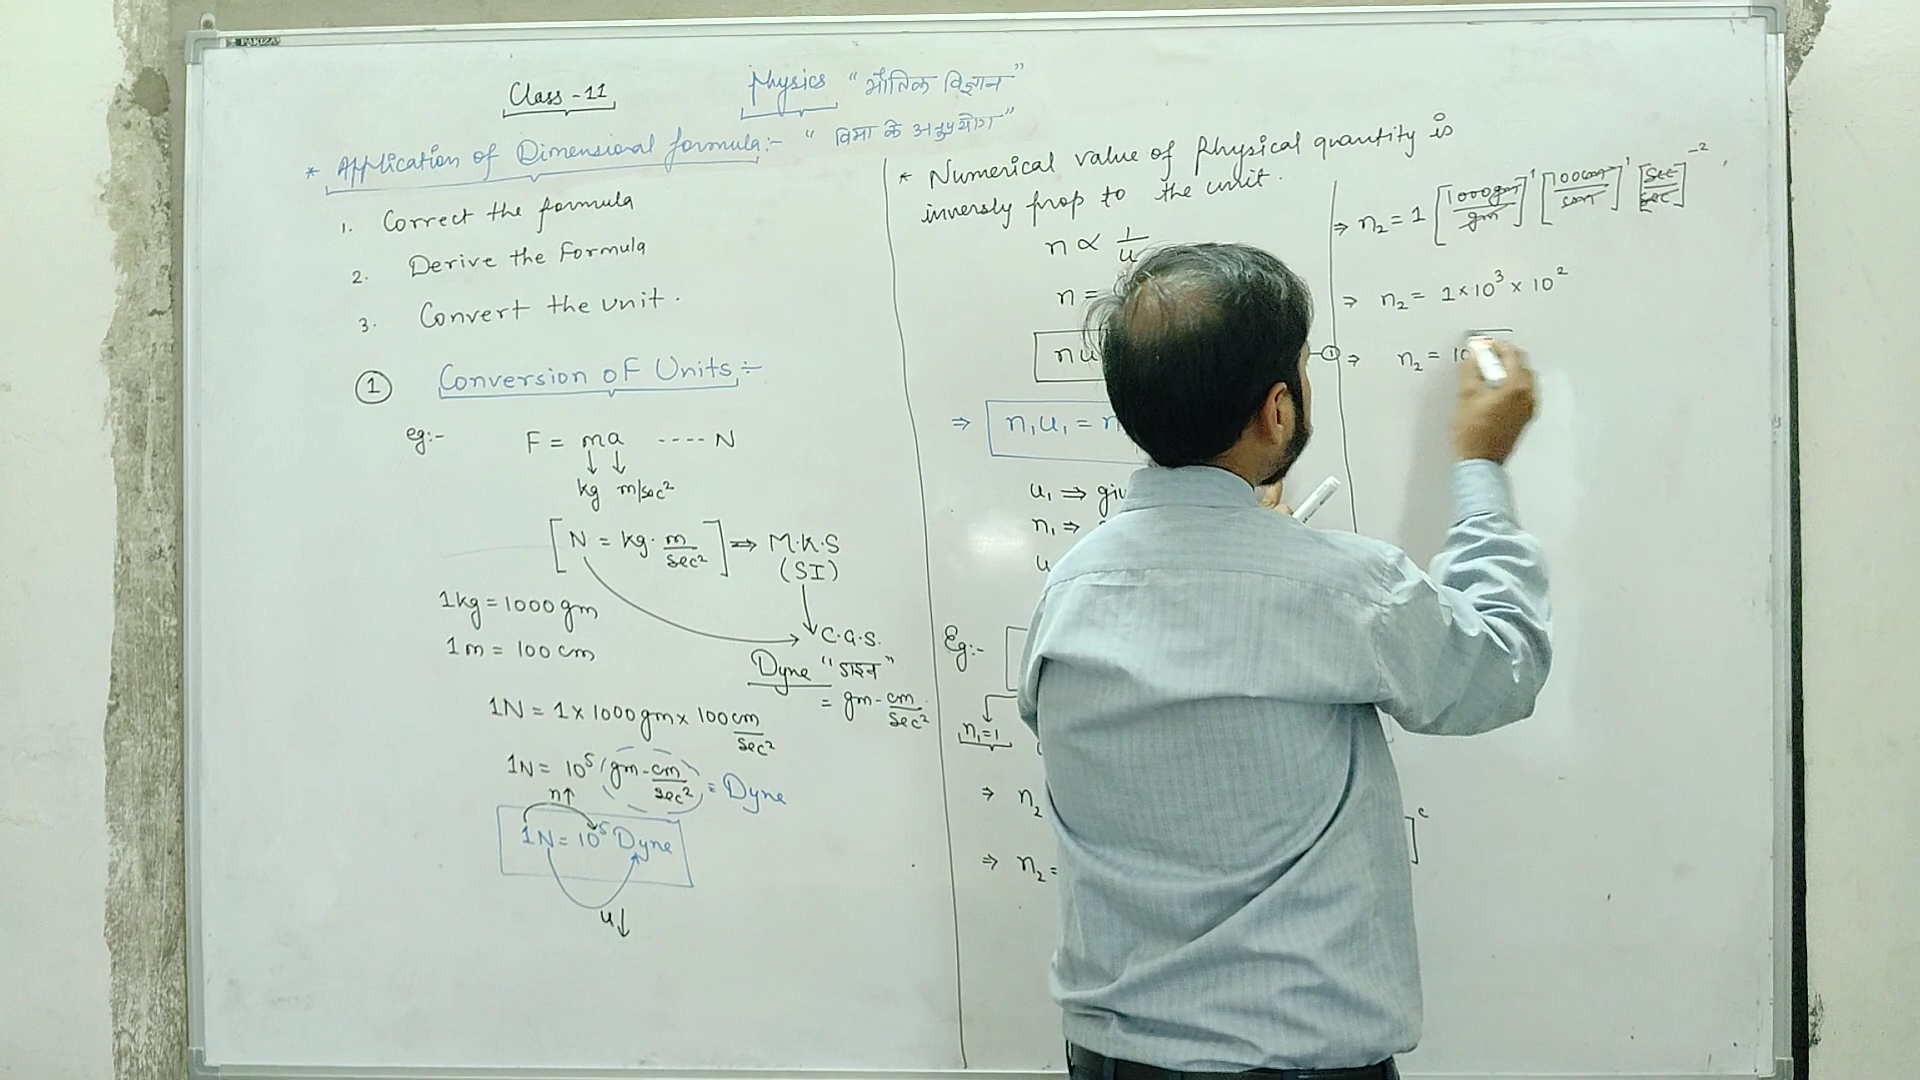 PAKIZA
Class - 11
Physics "भौतिक विज्ञान"
* Application of Dimensional formula:- "विमा के अनुप्रयोग"
1. Correct the formula
2. Derive the Formula
3. Convert the unit.
① Conversion of Units ÷
eg:- F = ma ---- N
↓ ↓
kg m/sec²
[N = kg. m/sec²] ⇒ M.K.S
(SI)
↓
C.G.S.
Dyne "डाइन"
= gm - cm/sec²
1kg = 1000 gm
1m = 100 cm
1N = 1 x 1000 gm x 100 cm/sec²
1N = 10⁵ (gm - cm/sec²) = Dyne
n↑
1N = 10⁵ Dyne
u↓
* Numerical value of Physical quantity is
inversly prop to the unit.
n ∝ 1/u
n =
nu
①
⇒ n₁u₁ = n
u₁ ⇒
n₁ ⇒
u
Eg:-
n₁=1
⇒ n₂
c
⇒ n₂ =
⇒ n₂ = 1 [1000gm/gm]¹ [100cm/cm]¹ [sec/sec]⁻²
⇒ n₂ = 1 × 10³ × 10²
⇒ n₂ = 10